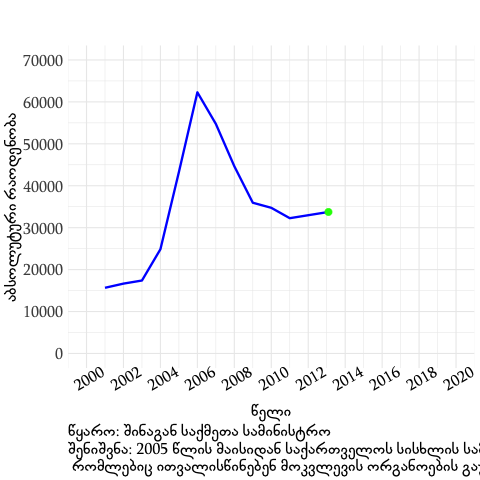 70000
60000
50000
40000
30000
20000
10000
0
აბსოლუტური რაოდენობა
2000 2002 2004 2006 2008 2010 2012 2014 2016 2018 2020
წელი
წყარო: შინაგან საქმეთა სამინისტრო
შენიშვნა: 2005 წლის მაისიდან საქართველოს სისხლის
რომლებიც ითვალისწინებენ მოკვლევის ორგანოების